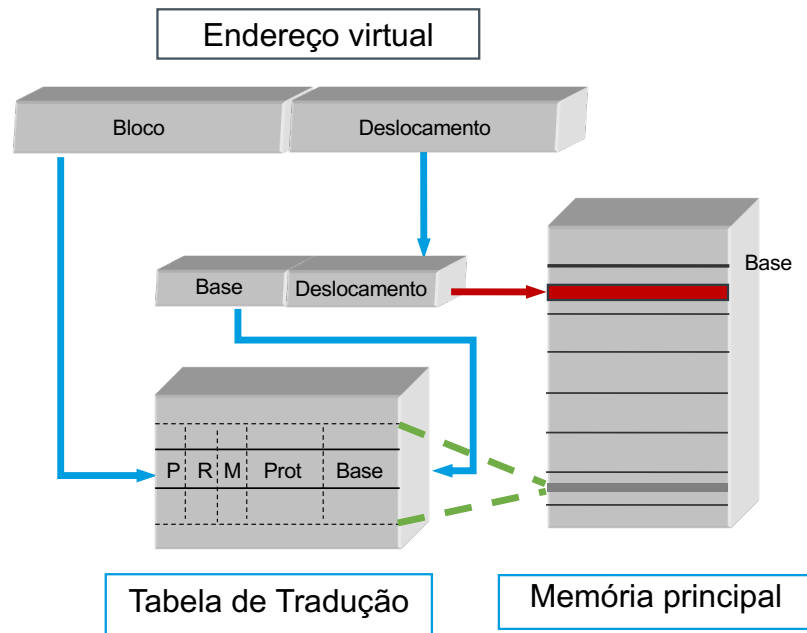 Endereço virtual
Bloco Deslocamento
Base Deslocamento
Base
P R M Prot Base
Tabela de Tradução
Memória principal